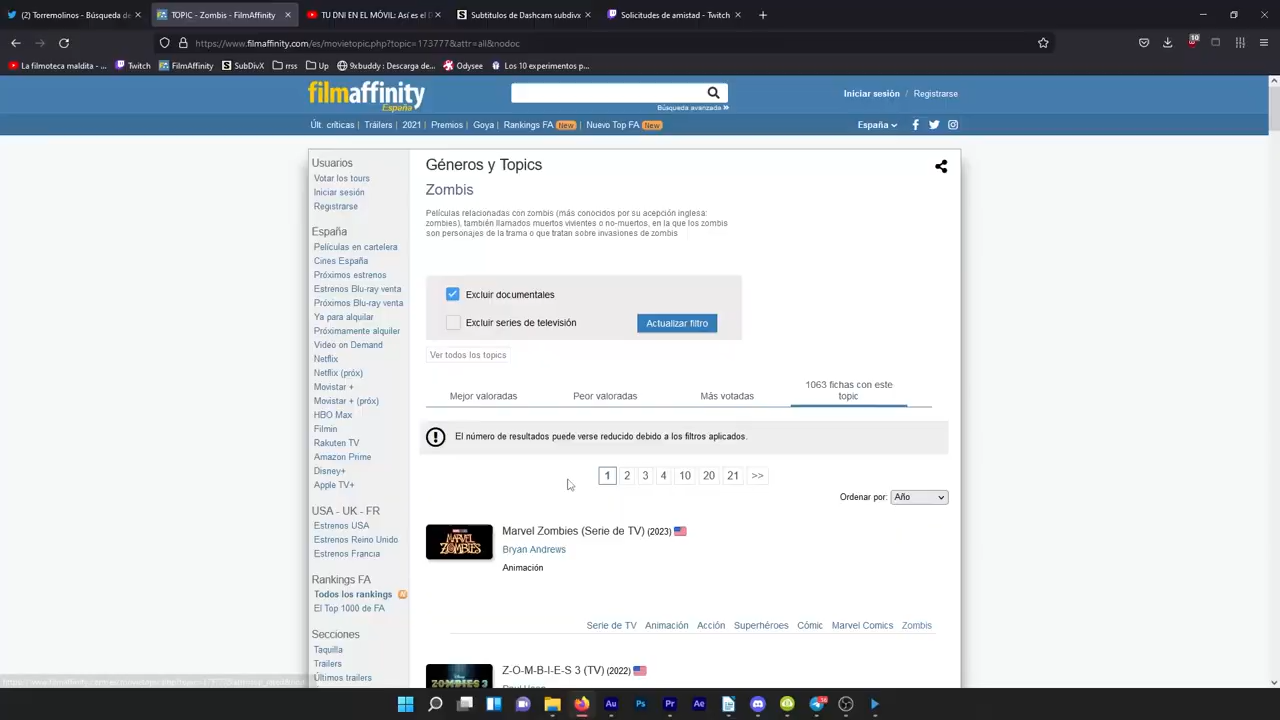 (2) Torremolinos - Búsqueda de
TOPIC - Zombis - FilmAffinity
TU DNI EN EL MÓVIL: Así es el D
Subtitulos de Dashcam subdivx
Solicitudes de amistad - Twitch
https://www.filmaffinity.com/es/movietopic.php?topic=173777&attr=all&nodoc
10
La filmoteca maldita -...
Twitch
FilmAffinity
SubDivX
rrss
Up
9xbuddy : Descarga de...
Odysee
Los 10 experimentos p...
filmaffinity
España
Búsqueda avanzada »
Iniciar sesión / Registrarse
Últ. críticas | Tráilers | 2021 | Premios | Goya | Rankings FA New | Nuevo Top FA New
España
Usuarios
Votar los tours
Iniciar sesión
Registrarse
España
Películas en cartelera
Cines España
Próximos estrenos
Estrenos Blu-ray venta
Próximos Blu-ray venta
Ya para alquilar
Próximamente alquiler
Video on Demand
Netflix
Netflix (próx)
Movistar +
Movistar + (próx)
HBO Max
Filmin
Rakuten TV
Amazon Prime
Disney+
Apple TV+
USA - UK - FR
Estrenos USA
Estrenos Reino Unido
Estrenos Francia
Rankings FA
Todos los rankings
El Top 1000 de FA
Secciones
Taquilla
Trailers
Últimos trailers
Géneros y Topics
Zombis
Películas relacionadas con zombis (más conocidos por su acepción inglesa:
zombies), también llamados muertos vivientes o no-muertos, en la que los zombis
son personajes de la trama o que tratan sobre invasiones de zombis
Excluir documentales
Excluir series de televisión
Actualizar filtro
Ver todos los topics
Mejor valoradas
Peor valoradas
Más votadas
1063 fichas con este
topic
El número de resultados puede verse reducido debido a los filtros aplicados.
1 2 3 4 10 20 21 >>
Ordenar por: Año
MARVEL
ZOMBIES
Marvel Zombies (Serie de TV) (2023)
Bryan Andrews
Animación
Serie de TV Animación Acción Superhéroes Cómic Marvel Comics Zombis
ZOMBIES 3
Z-O-M-B-I-E-S 3 (TV) (2022)